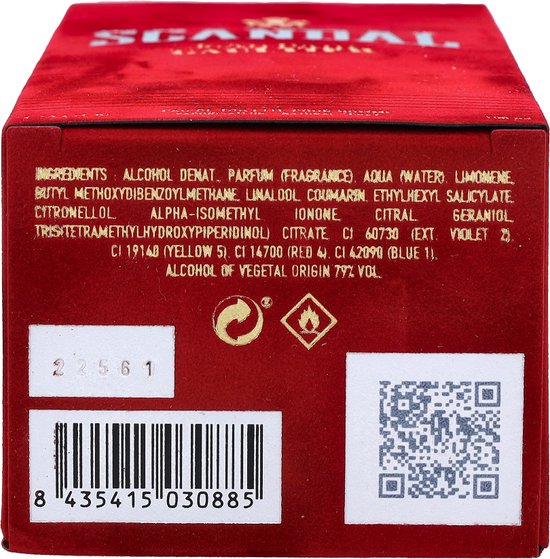 SCANDAL
INGREDIENTS : ALCOHOL DENAT., PARFUM (FRAGRANCE), AQUA (WATER), LIMONENE,
BUTYL METHOXYDIBENZOYLMETHANE, LINALOOL, COUMARIN, ETHYLHEXYL SALICYLATE,
CITRONELLOL, ALPHA-ISOMETHYL IONONE, CITRAL, GERANIOL,
TRIS(TETRAMETHYLHYDROXYPIPERIDINOL) CITRATE, CI 60730 (EXT. VIOLET 2),
CI 19140 (YELLOW 5), CI 14700 (RED 4), CI 42090 (BLUE 1).
ALCOHOL OF VEGETAL ORIGIN 79% VOL.
22561
8 435415 030885